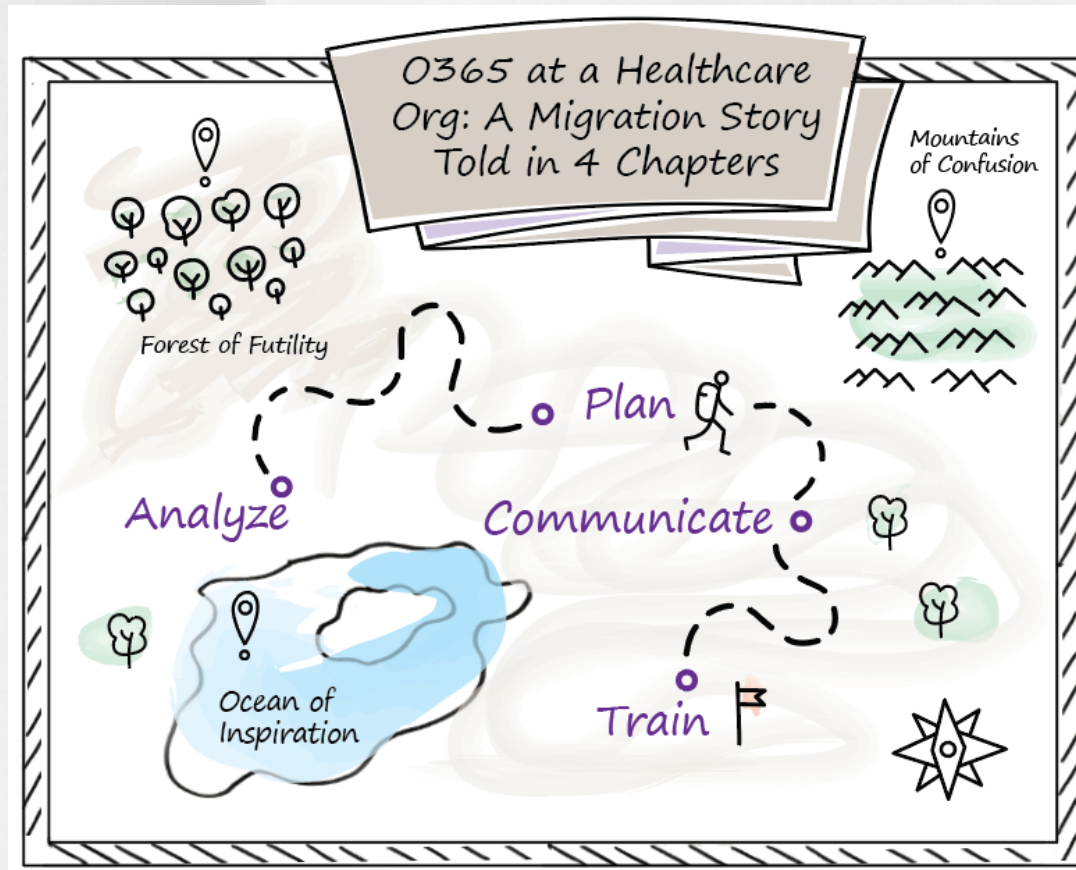 O365 at a Healthcare
Org: A Migration Story
Told in 4 Chapters
Mountains
of Confusion
Forest of Futility
Plan
Analyze
Communicate
Ocean of
Inspiration
Train